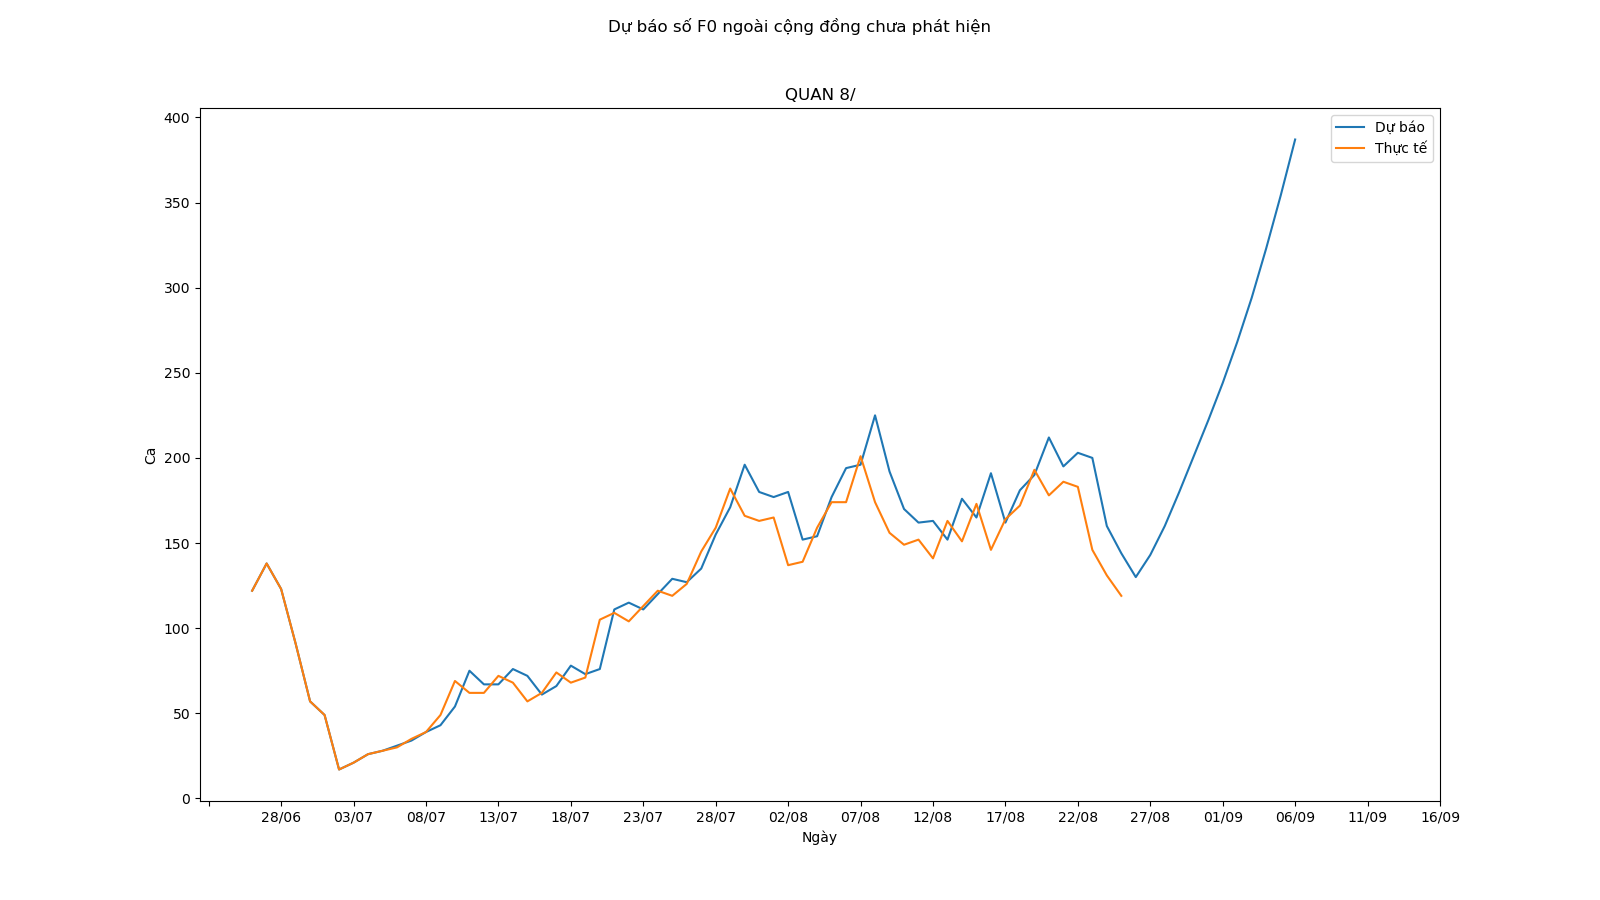 Dự báo số F0 ngoài cộng đồng chưa phát hiện
QUAN 8/
Dự báo
Thực tế
400
350
300
250
200
150
100
50
0
Ca
28/06 03/07 08/07 13/07 18/07 23/07 28/07 02/08 07/08 12/08 17/08 22/08 27/08 01/09 06/09 11/09 16/09
Ngày